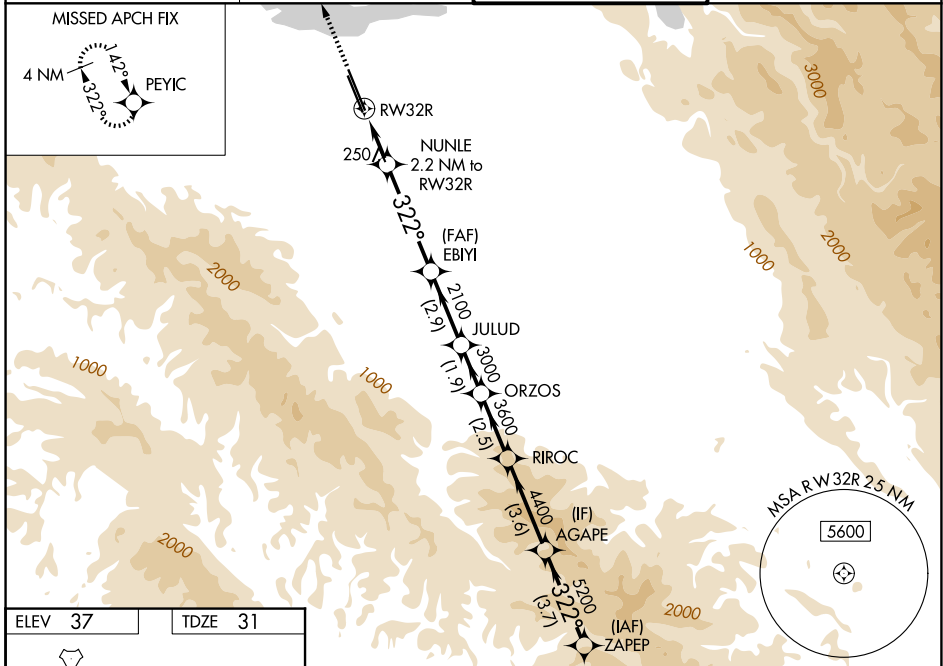 MISSED APCH FIX
4 NM
142°
322°
PEYIC
RW32R
250
NUNLE
2.2 NM to
RW32R
322°
(FAF)
EBIYI
2100
(2.9)
JULUD
3000
(1.9)
ORZOS
3600
(2.5)
RIROC
4400
(3.6)
(IF)
AGAPE
5200
(3.7)
322°
(IAF)
ZAPEP
3000
2000
1000
2000
1000
1000
2000
2000
MSA RW 32R 25 NM
5600
ELEV 37
TDZE 31